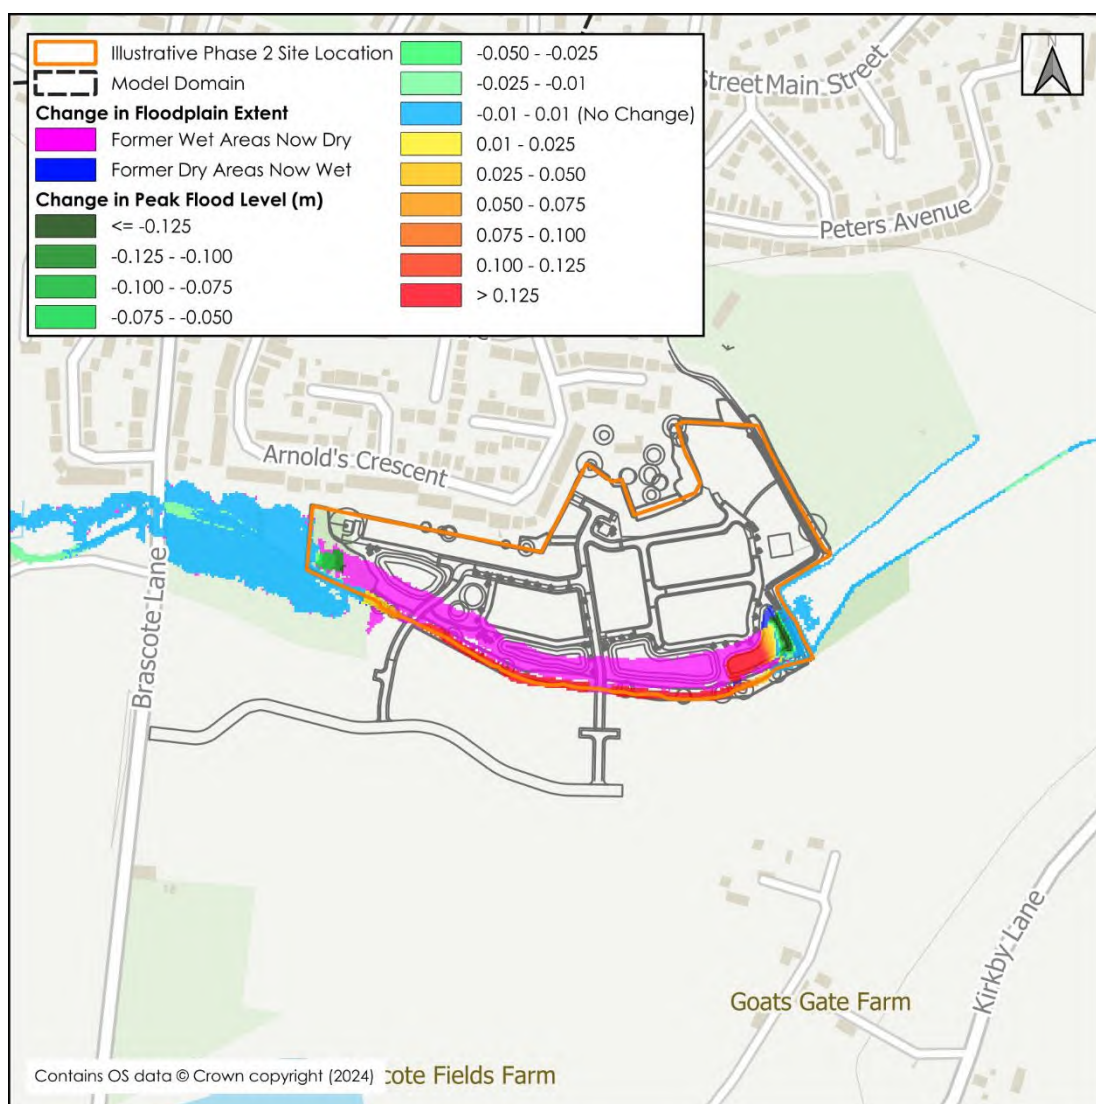 Illustrative Phase 2 Site Location
Model Domain
Change in Floodplain Extent
Former Wet Areas Now Dry
Former Dry Areas Now Wet
Change in Peak Flood Level (m)
<= -0.125
-0.125 - -0.100
-0.100 - -0.075
-0.075 - -0.050
-0.050 - -0.025
-0.025 - -0.01
-0.01 - 0.01 (No Change)
0.01 - 0.025
0.025 - 0.050
0.050 - 0.075
0.075 - 0.100
0.100 - 0.125
> 0.125
N
Street Main Street
Peters Avenue
Arnold's Crescent
Brascote Lane
Goats Gate Farm
Kirkby Lane
Contains OS data © Crown copyright (2024)
cote Fields Farm